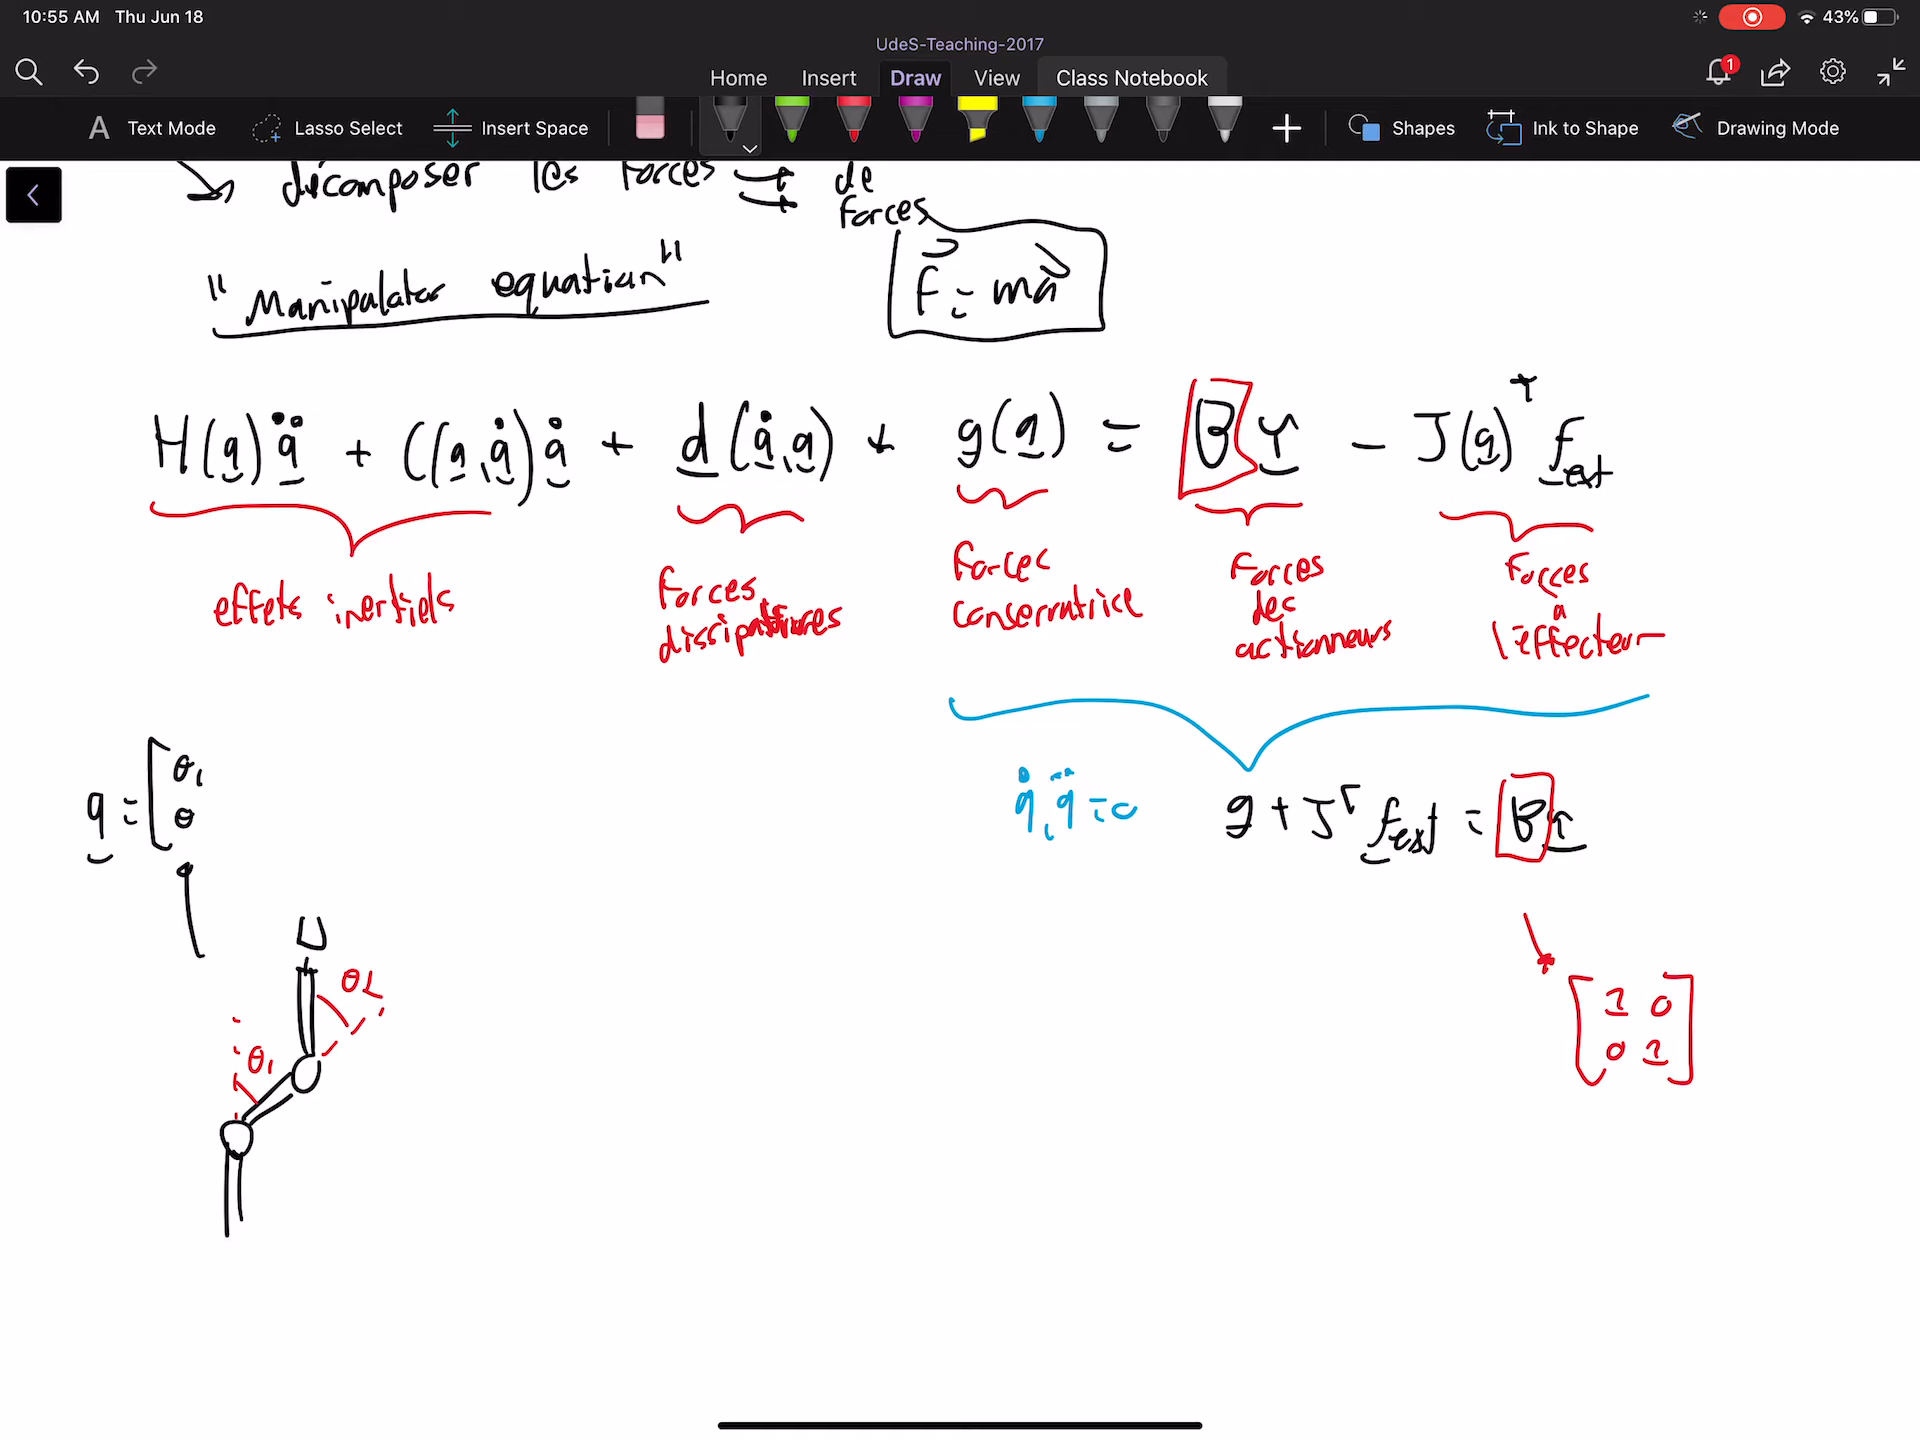 10:55 AM Thu Jun 18
43%
UdeS-Teaching-2017
Home Insert Draw View Class Notebook
1
A Text Mode Lasso Select Insert Space Shapes Ink to Shape Drawing Mode
décomposer les forces de
forces
"Manipulator equation"
F = ma
H(q)q̈ + C(q,q̇)q̇ + d(q̇,q) + g(q) = Bτ - J(q)ᵀ fext
effets inertiels
forces
dissipatives
Forces
conservatrice
Forces
des
actionneurs
Forces
à
l'effecteur
q̇, q̈ = 0
g + Jᵀ fext = Bτ
q = [θ1
θ
θ2
θ1
[1 0
0 1]